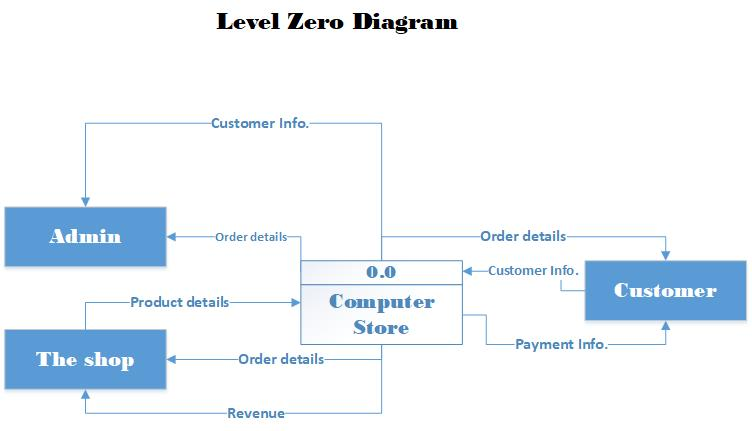 Level Zero Diagram
Customer Info.
Admin
Order details
Order details
0.0
Customer Info.
Customer
Product details
Computer
Store
Payment Info.
The shop
Order details
Revenue